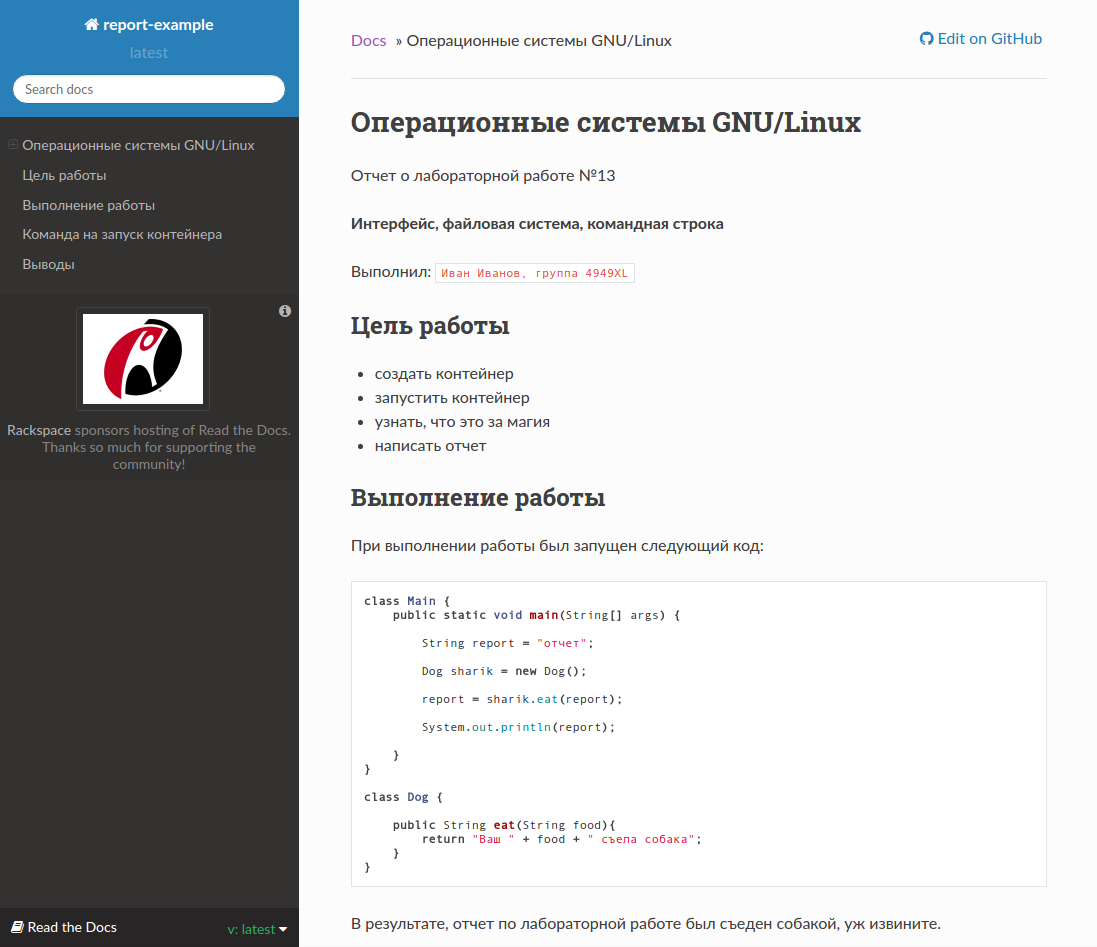 report-example
latest
Search docs
Операционные системы GNU/Linux
Цель работы
Выполнение работы
Команда на запуск контейнера
Выводы
Rackspace sponsors hosting of Read the Docs.
Thanks so much for supporting the
community!
Read the Docs
v: latest
Docs » Операционные системы GNU/Linux
Edit on GitHub
Операционные системы GNU/Linux
Отчет о лабораторной работе №13
Интерфейс, файловая система, командная строка
Выполнил: Иван Иванов, группа 4949XL
Цель работы
создать контейнер
запустить контейнер
узнать, что это за магия
написать отчет
Выполнение работы
При выполнении работы был запущен следующий код:
class Main {
    public static void main(String[] args) {
        String report = "отчет";
        Dog sharik = new Dog();
        report = sharik.eat(report);
        System.out.println(report);
    }
}
class Dog {
    public String eat(String food){
        return "Ваш " + food + " съела собака";
    }
}
В результате, отчет по лабораторной работе был съеден собакой, уж извините.